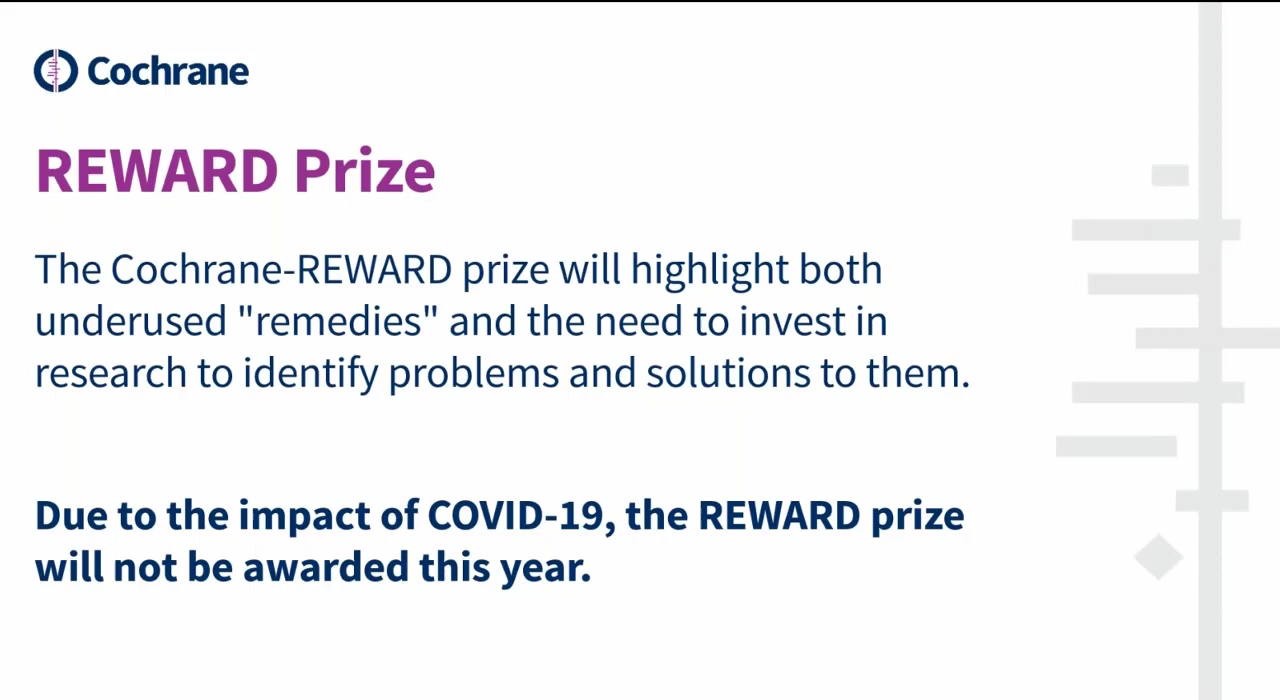 Cochrane
REWARD Prize
The Cochrane-REWARD prize will highlight both
underused "remedies" and the need to invest in
research to identify problems and solutions to them.
Due to the impact of COVID-19, the REWARD prize
will not be awarded this year.